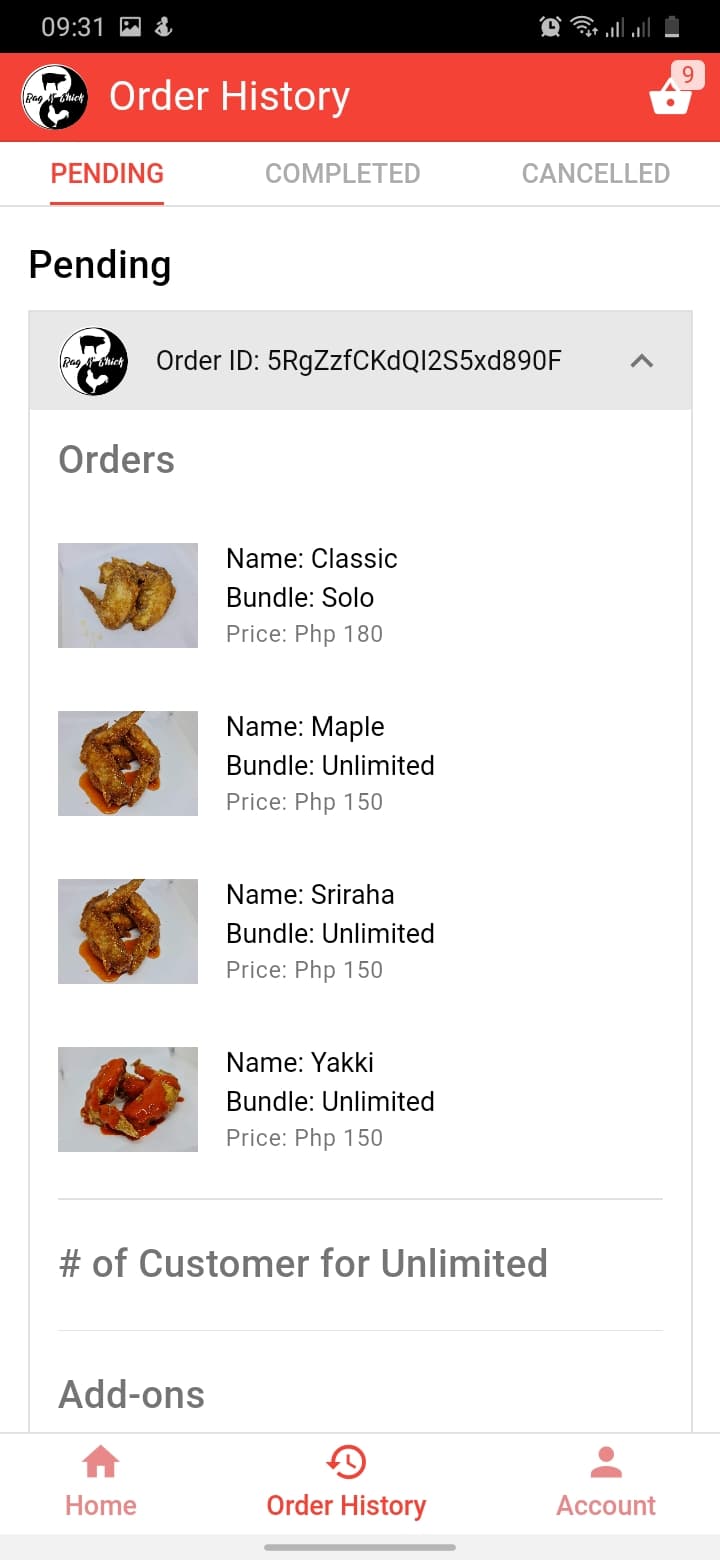 09:31
Bag N' Chick
Order History
9
PENDING
COMPLETED
CANCELLED
Pending
Bag N' Chick
Order ID: 5RgZzfCKdQI2S5xd890F
Orders
Name: Classic
Bundle: Solo
Price: Php 180
Name: Maple
Bundle: Unlimited
Price: Php 150
Name: Sriraha
Bundle: Unlimited
Price: Php 150
Name: Yakki
Bundle: Unlimited
Price: Php 150
# of Customer for Unlimited
Add-ons
Home
Order History
Account